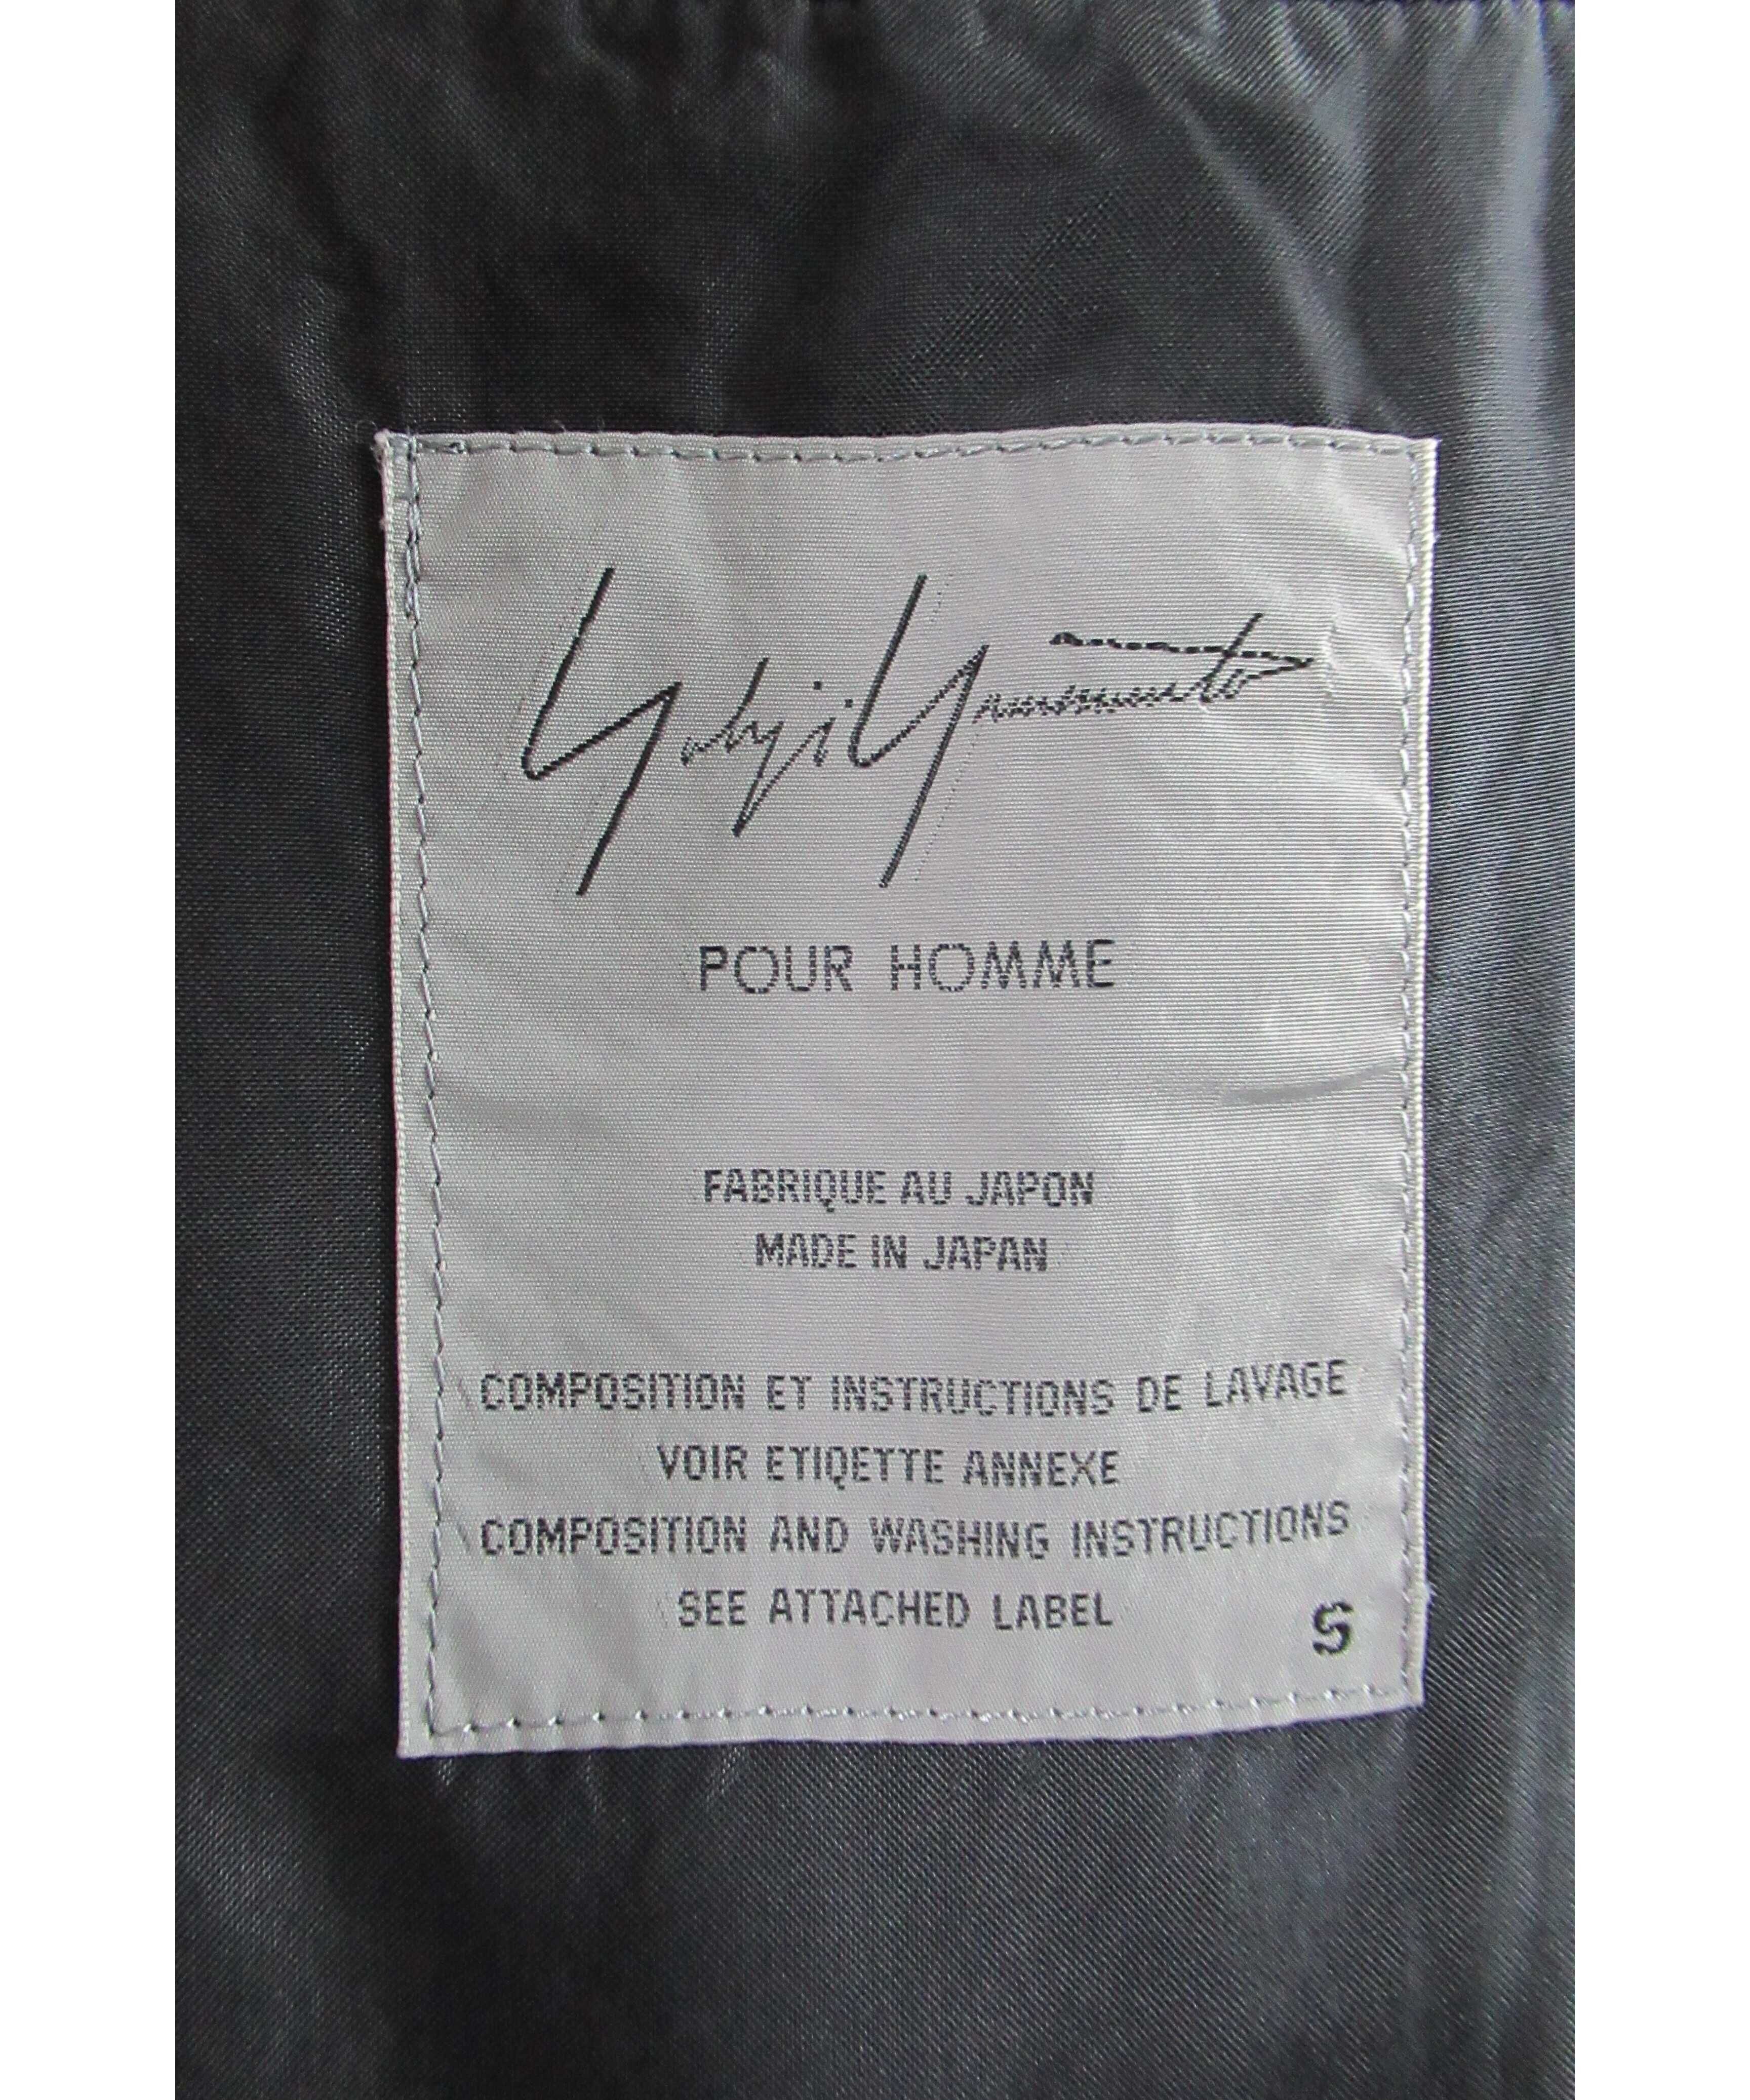 Yohji Yamamoto
POUR HOMME
FABRIQUE AU JAPON
MADE IN JAPAN
COMPOSITION ET INSTRUCTIONS DE LAVAGE
VOIR ETIQETTE ANNEXE
COMPOSITION AND WASHING INSTRUCTIONS
SEE ATTACHED LABEL
S